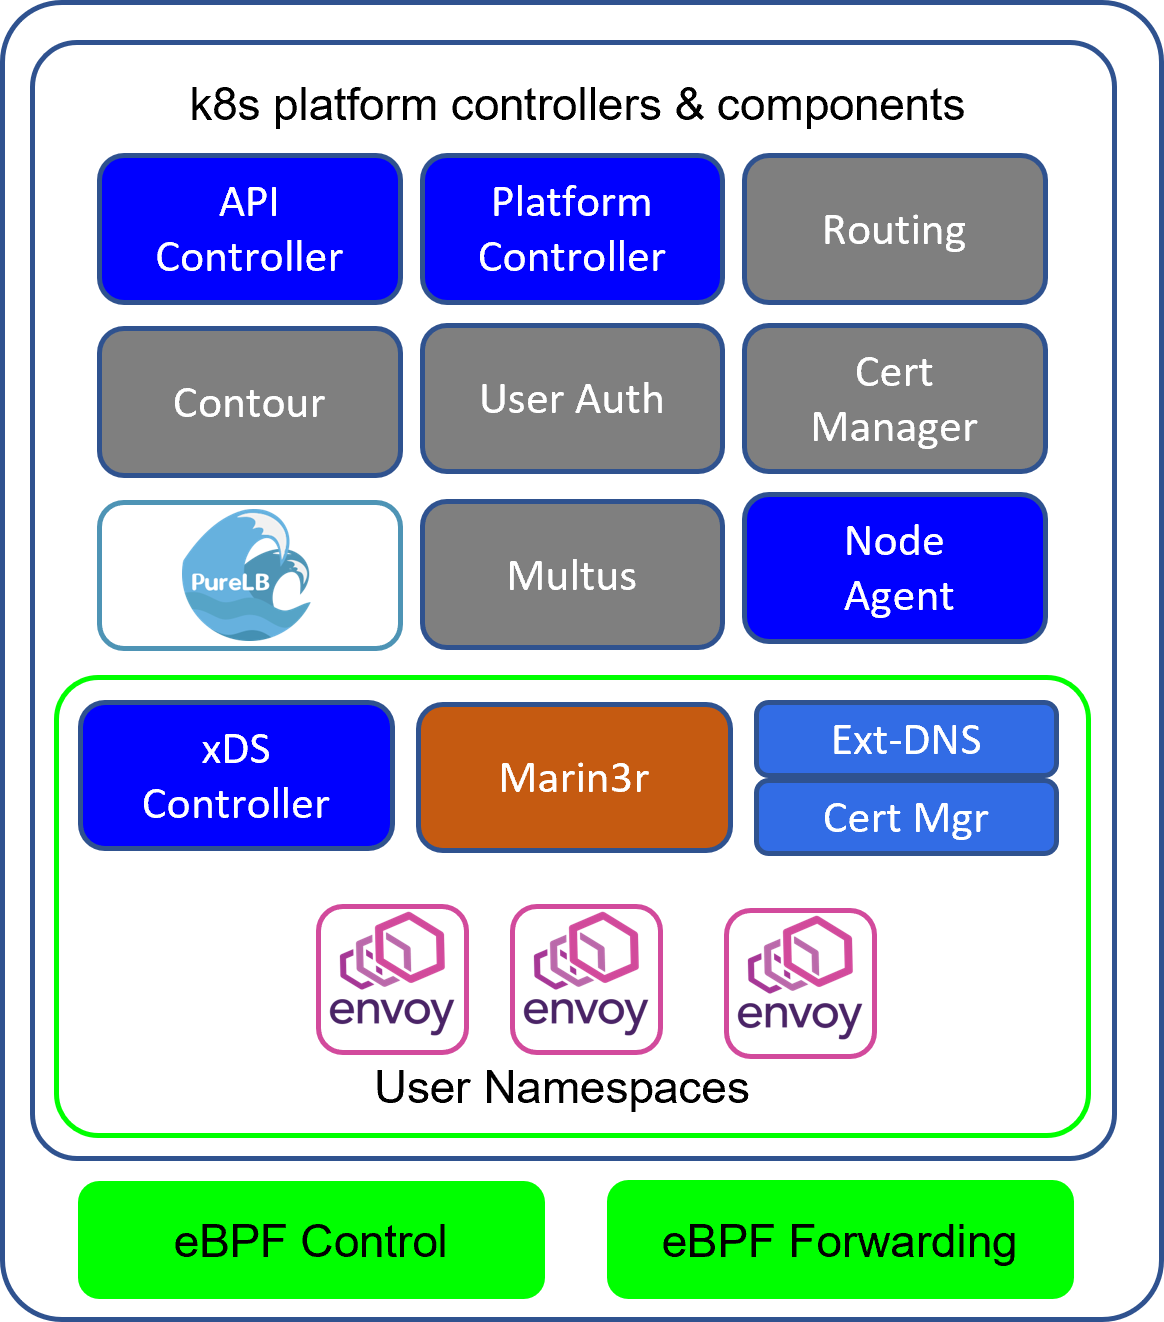 k8s platform controllers & components
API
Controller
Platform
Controller
Routing
Contour
User Auth
Cert
Manager
PureLB
Multus
Node
Agent
xDS
Controller
Marin3r
Ext-DNS
Cert Mgr
envoy
envoy
envoy
User Namespaces
eBPF Control
eBPF Forwarding